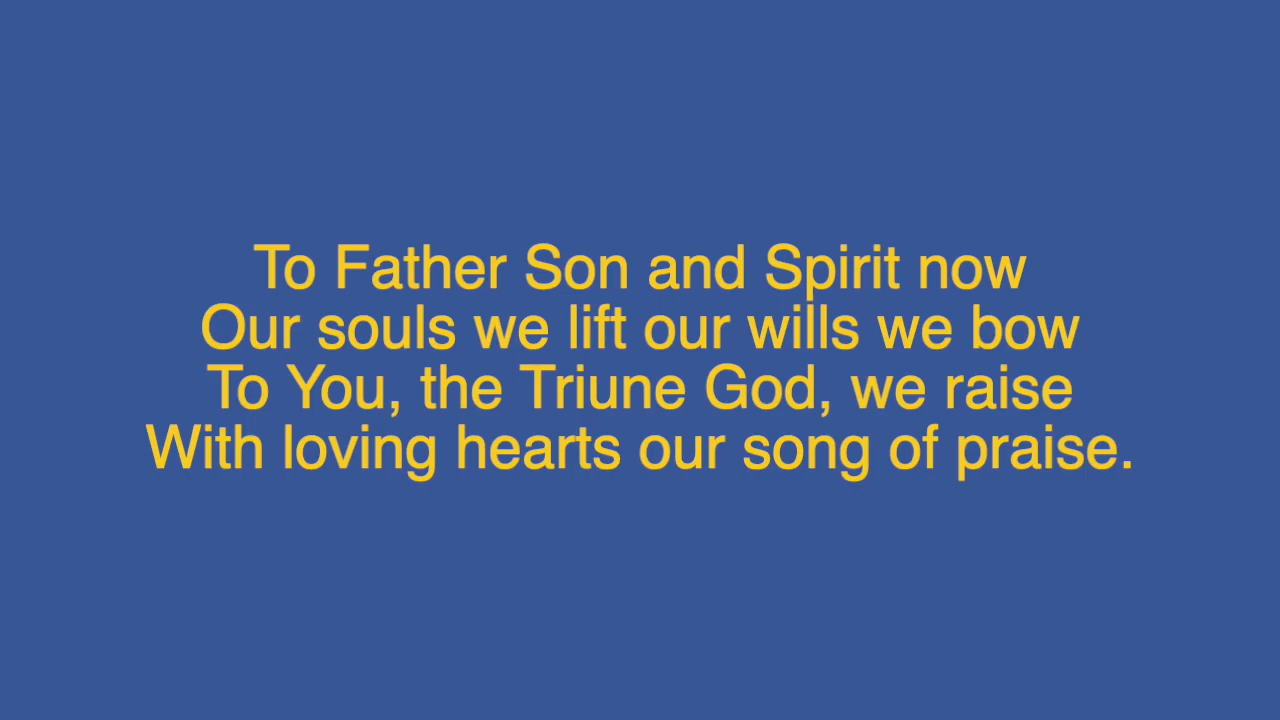 To Father Son and Spirit now
Our souls we lift our wills we bow
To You, the Triune God, we raise
With loving hearts our song of praise.